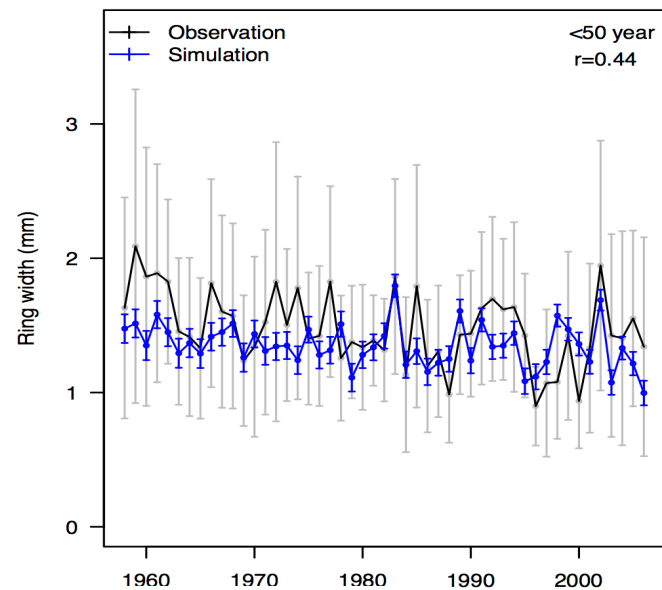 Observation
Simulation
<50 year
r=0.44
Ring width (mm)
3
2
1
0
1960 1970 1980 1990 2000